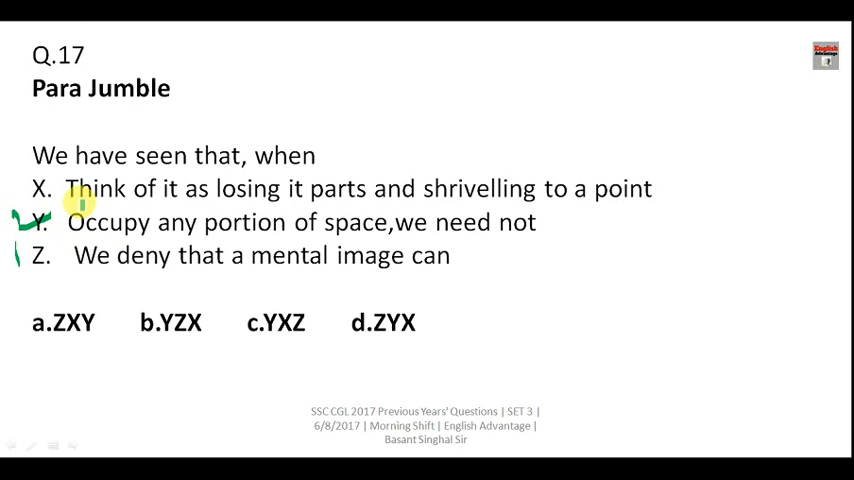 Q.17
English
Advantage
Para Jumble
We have seen that, when
X. Think of it as losing it parts and shrivelling to a point
Y. Occupy any portion of space,we need not
Z. We deny that a mental image can
a.ZXY b.YZX c.YXZ d.ZYX
SSC CGL 2017 Previous Years' Questions | SET 3 |
6/8/2017 | Morning Shift | English Advantage |
Basant Singhal Sir